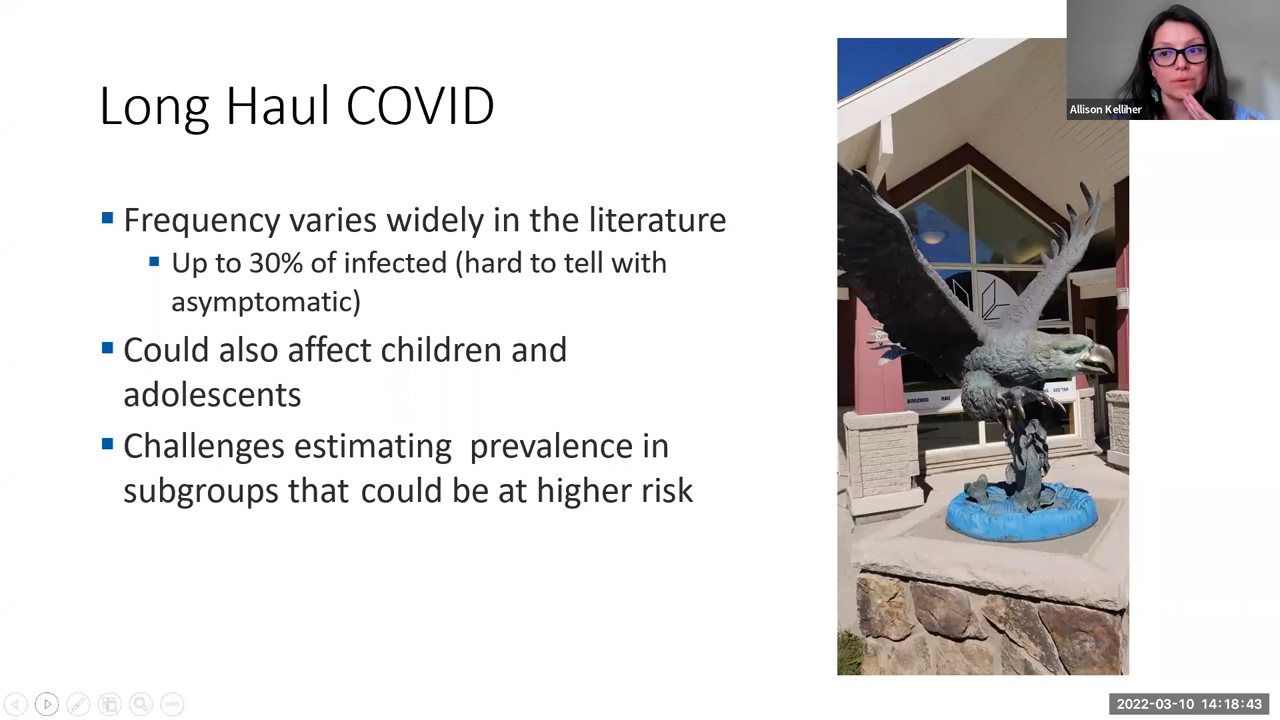 Allison Kelliher
Long Haul COVID
Frequency varies widely in the literature
Up to 30% of infected (hard to tell with
asymptomatic)
Could also affect children and
adolescents
Challenges estimating prevalence in
subgroups that could be at higher risk
BOOZHOO HAU
2022-03-10 14:18:43